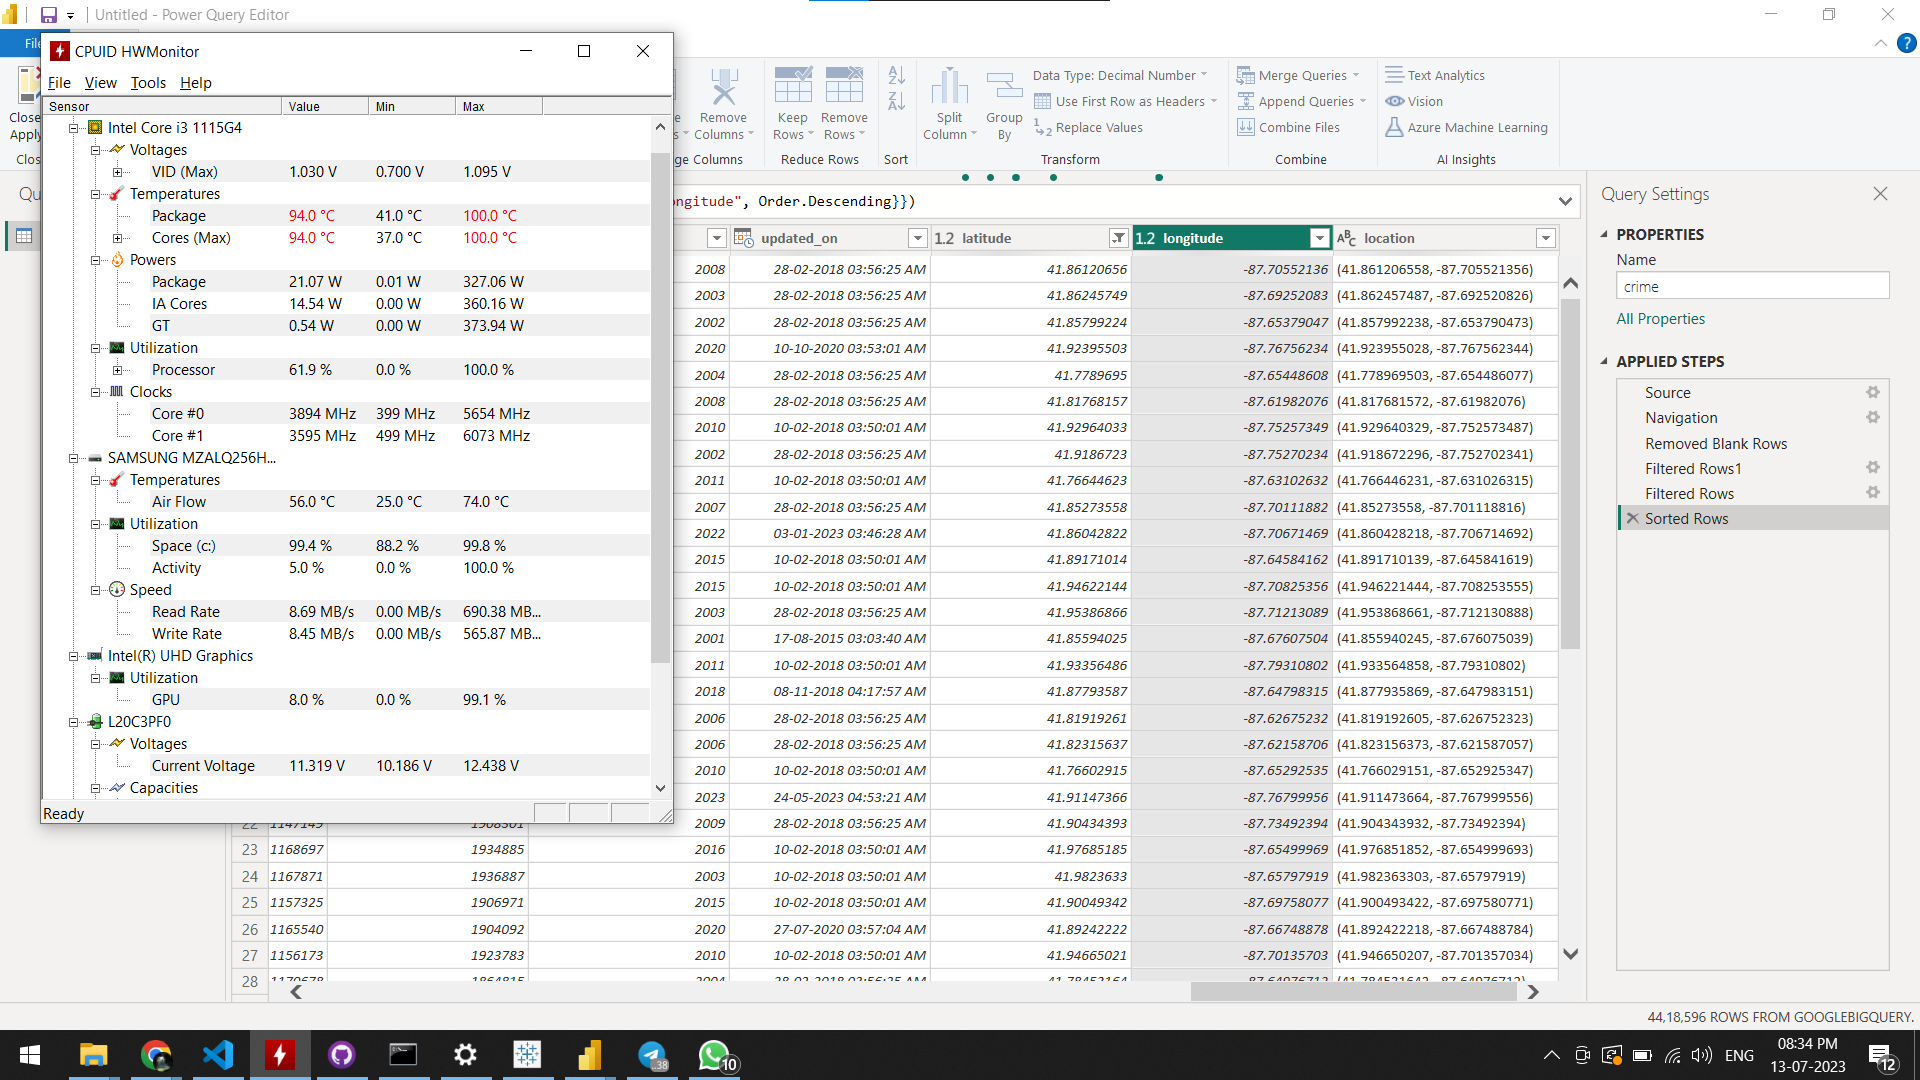 Untitled - Power Query Editor
CPUID HWMonitor
File View Tools Help
Sensor Value Min Max
Intel Core i3 1115G4
Voltages
VID (Max) 1.030 V 0.700 V 1.095 V
Temperatures
Package 94.0 °C 41.0 °C 100.0 °C
Cores (Max) 94.0 °C 37.0 °C 100.0 °C
Powers
Package 21.07 W 0.01 W 327.06 W
IA Cores 14.54 W 0.00 W 360.16 W
GT 0.54 W 0.00 W 373.94 W
Utilization
Processor 61.9 % 0.0 % 100.0 %
Clocks
Core #0 3894 MHz 399 MHz 5654 MHz
Core #1 3595 MHz 499 MHz 6073 MHz
SAMSUNG MZALQ256H...
Temperatures
Air Flow 56.0 °C 25.0 °C 74.0 °C
Utilization
Space (c:) 99.4 % 88.2 % 99.8 %
Activity 5.0 % 0.0 % 100.0 %
Speed
Read Rate 8.69 MB/s 0.00 MB/s 690.38 MB...
Write Rate 8.45 MB/s 0.00 MB/s 565.87 MB...
Intel(R) UHD Graphics
Utilization
GPU 8.0 % 0.0 % 99.1 %
L20C3PF0
Voltages
Current Voltage 11.319 V 10.186 V 12.438 V
Capacities
Ready
Close
Apply
Remove Columns
Keep Rows
Remove Rows
Reduce Rows
Sort
Split Column
Group By
Data Type: Decimal Number
Use First Row as Headers
Replace Values
Transform
Merge Queries
Append Queries
Combine Files
Combine
Text Analytics
Vision
Azure Machine Learning
AI Insights
ongitude", Order.Descending}})
updated_on 1.2 latitude 1.2 longitude ABC location
2008 28-02-2018 03:56:25 AM 41.86120656 -87.70552136 (41.861206558, -87.705521356)
2003 28-02-2018 03:56:25 AM 41.86245749 -87.69252083 (41.862457487, -87.692520826)
2002 28-02-2018 03:56:25 AM 41.85799224 -87.65379047 (41.857992238, -87.653790473)
2020 10-10-2020 03:53:01 AM 41.92395503 -87.76756234 (41.923955028, -87.767562344)
2004 28-02-2018 03:56:25 AM 41.7789695 -87.65448608 (41.778969503, -87.654486077)
2008 28-02-2018 03:56:25 AM 41.81768157 -87.61982076 (41.817681572, -87.61982076)
2010 10-02-2018 03:50:01 AM 41.92964033 -87.75257349 (41.929640329, -87.752573487)
2002 28-02-2018 03:56:25 AM 41.9186723 -87.75270234 (41.918672296, -87.752702341)
2011 10-02-2018 03:50:01 AM 41.76644623 -87.63102632 (41.766446231, -87.631026315)
2007 28-02-2018 03:56:25 AM 41.85273558 -87.70111882 (41.85273558, -87.701118816)
2022 03-01-2023 03:46:28 AM 41.86042822 -87.70671469 (41.860428218, -87.706714692)
2015 10-02-2018 03:50:01 AM 41.89171014 -87.64584162 (41.891710139, -87.645841619)
2015 10-02-2018 03:50:01 AM 41.94622144 -87.70825356 (41.946221444, -87.708253555)
2003 28-02-2018 03:56:25 AM 41.95386866 -87.71213089 (41.953868661, -87.712130888)
2001 17-08-2015 03:03:40 AM 41.85594025 -87.67607504 (41.855940245, -87.676075039)
2011 10-02-2018 03:50:01 AM 41.93356486 -87.79310802 (41.933564858, -87.79310802)
2018 08-11-2018 04:17:57 AM 41.87793587 -87.64798315 (41.877935869, -87.647983151)
2006 28-02-2018 03:56:25 AM 41.81919261 -87.62675232 (41.819192605, -87.626752323)
2006 28-02-2018 03:56:25 AM 41.82315637 -87.62158706 (41.823156373, -87.621587057)
2010 10-02-2018 03:50:01 AM 41.76602915 -87.65292535 (41.766029151, -87.652925347)
2023 24-05-2023 04:53:21 AM 41.91147366 -87.76799956 (41.911473664, -87.767999556)
2009 28-02-2018 03:56:25 AM 41.90434393 -87.73492394 (41.904343932, -87.73492394)
23 1168697 1934885 2016 10-02-2018 03:50:01 AM 41.97685185 -87.65499969 (41.976851852, -87.654999693)
24 1167871 1936887 2003 10-02-2018 03:50:01 AM 41.9823633 -87.65797919 (41.982363303, -87.65797919)
25 1157325 1906971 2015 10-02-2018 03:50:01 AM 41.90049342 -87.69758077 (41.900493422, -87.697580771)
26 1165540 1904092 2020 27-07-2020 03:57:04 AM 41.89242222 -87.66748878 (41.892422218, -87.667488784)
27 1156173 1923783 2010 10-02-2018 03:50:01 AM 41.94665021 -87.70135703 (41.946650207, -87.701357034)
28
Query Settings
PROPERTIES
Name
crime
All Properties
APPLIED STEPS
Source
Navigation
Removed Blank Rows
Filtered Rows1
Filtered Rows
Sorted Rows
44,18,596 ROWS FROM GOOGLEBIGQUERY.
.38
10
ENG
08:34 PM
13-07-2023
12